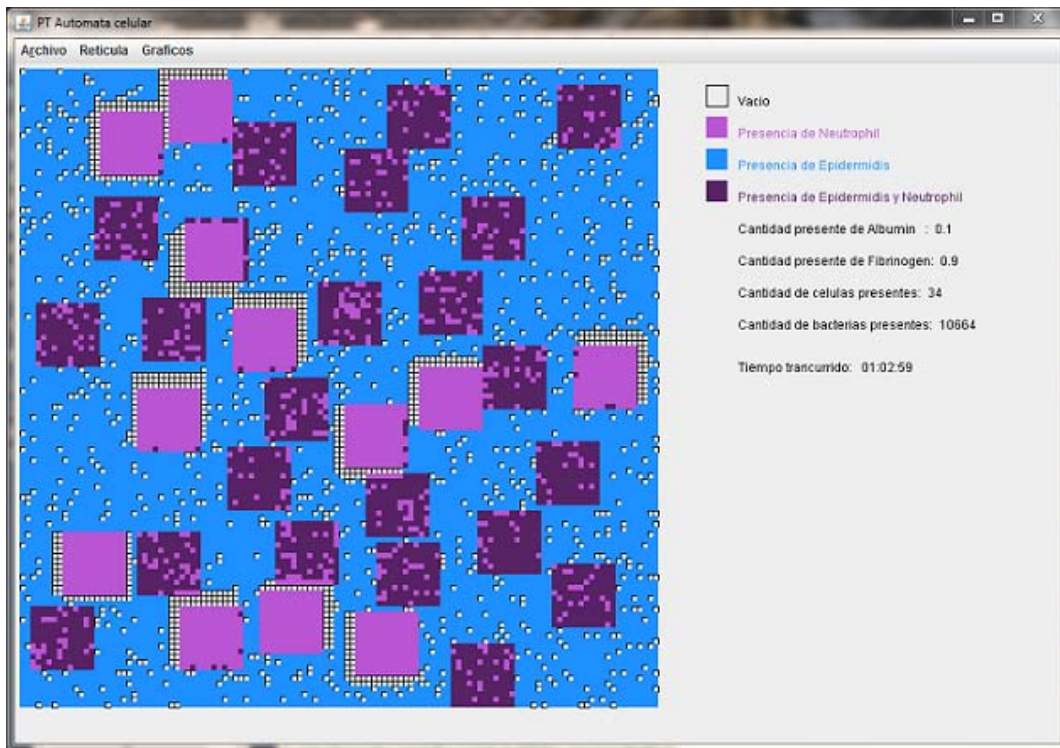 PT Automata celular
Archivo Reticula Graficos
Vacio
Presencia de Neutrophil
Presencia de Epidermidis
Presencia de Epidermidis y Neutrophil
Cantidad presente de Albumin : 0.1
Cantidad presente de Fibrinogen: 0.9
Cantidad de celulas presentes: 34
Cantidad de bacterias presentes: 10664
Tiempo trancurrido: 01:02:59